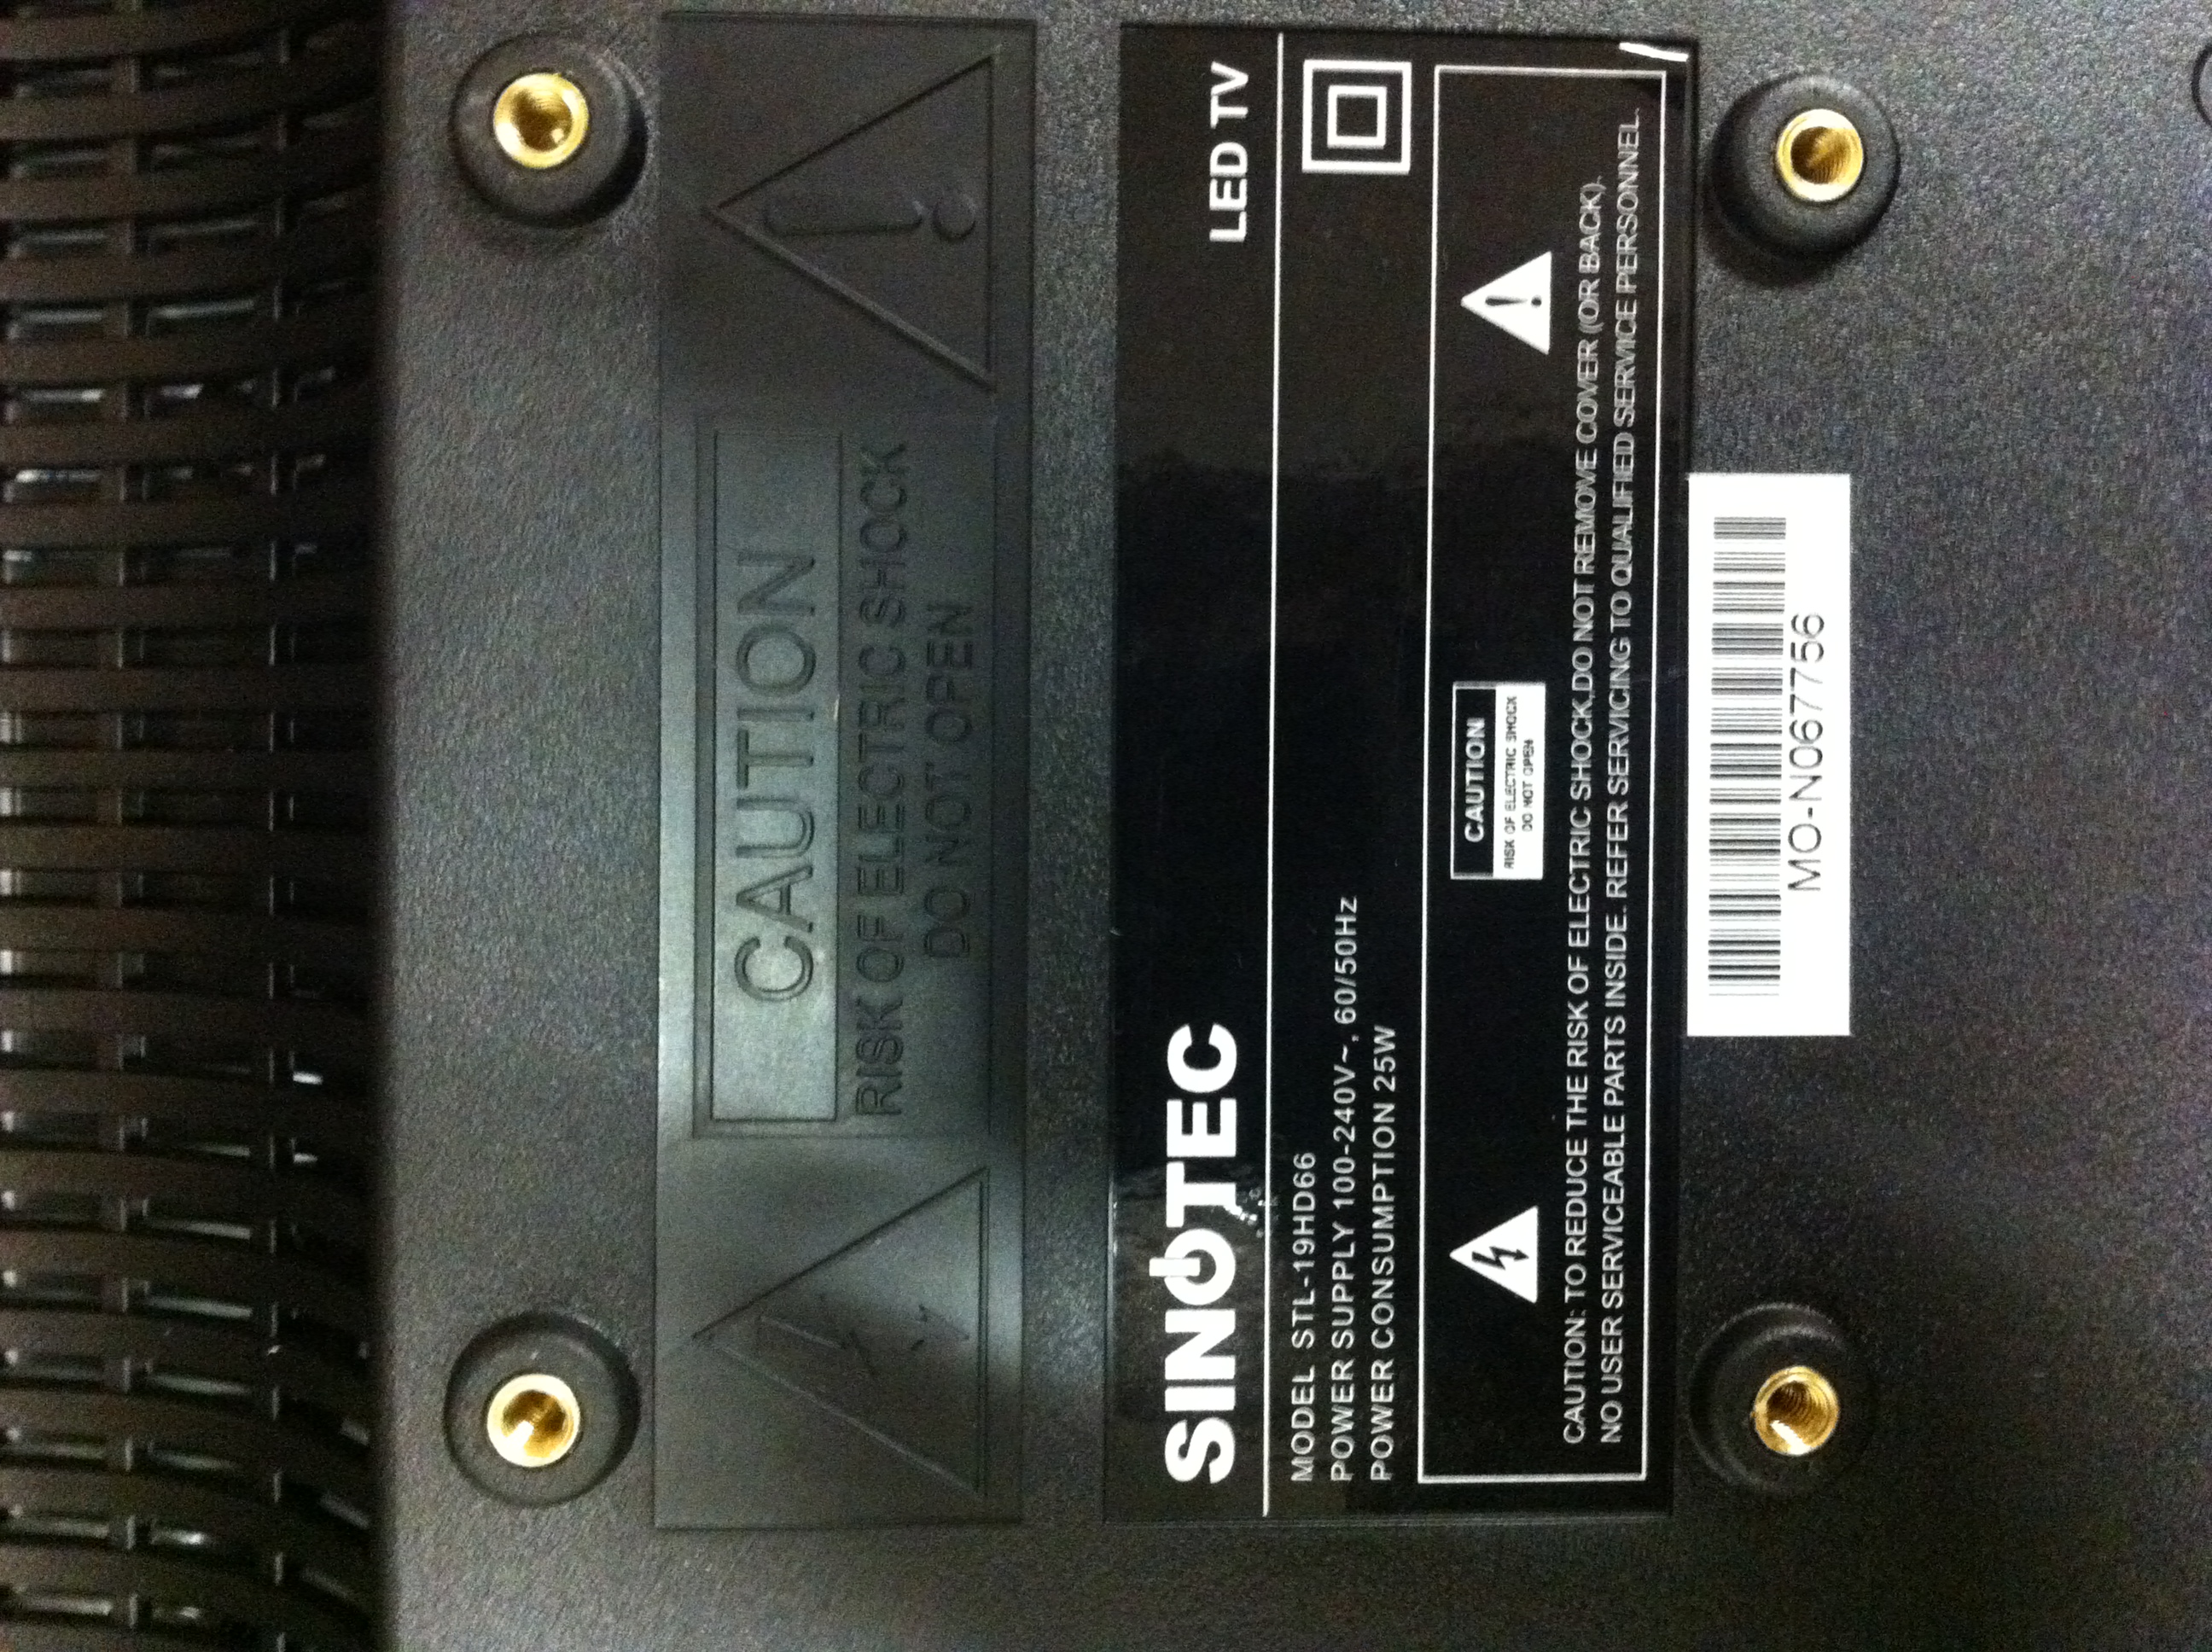 CAUTION
RISK OF ELECTRIC SHOCK
DO NOT OPEN
SINOTEC
LED TV
MODEL STL-19HD66
POWER SUPPLY 100-240V~, 60/50Hz
POWER CONSUMPTION 25W
CAUTION
RISK OF ELECTRIC SHOCK
DO NOT OPEN
CAUTION: TO REDUCE THE RISK OF ELECTRIC SHOCK,DO NOT REMOVE COVER (OR BACK).
NO USER SERVICEABLE PARTS INSIDE. REFER SERVICING TO QUALIFIED SERVICE PERSONNEL.
MO-N067756